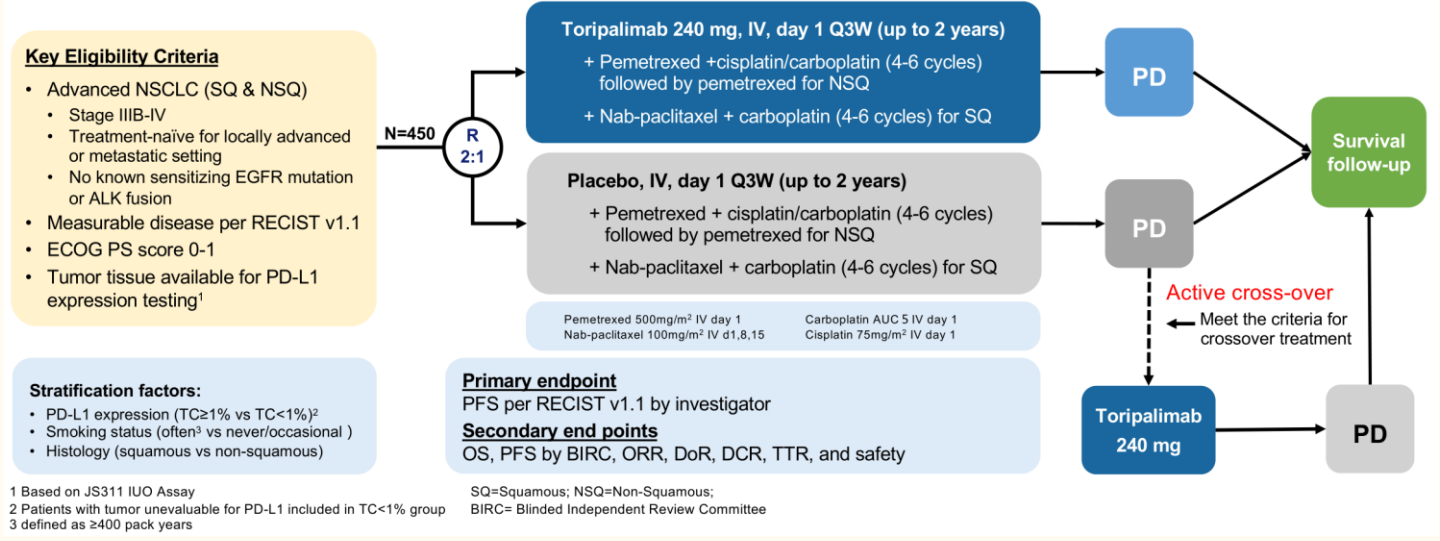 Key Eligibility Criteria
• Advanced NSCLC (SQ & NSQ)
• Stage IIIB-IV
• Treatment-naïve for locally advanced
or metastatic setting
• No known sensitizing EGFR mutation
or ALK fusion
• Measurable disease per RECIST v1.1
• ECOG PS score 0-1
• Tumor tissue available for PD-L1
expression testing¹
N=450
R
2:1
Toripalimab 240 mg, IV, day 1 Q3W (up to 2 years)
+ Pemetrexed +cisplatin/carboplatin (4-6 cycles)
followed by pemetrexed for NSQ
+ Nab-paclitaxel + carboplatin (4-6 cycles) for SQ
PD
Placebo, IV, day 1 Q3W (up to 2 years)
+ Pemetrexed + cisplatin/carboplatin (4-6 cycles)
followed by pemetrexed for NSQ
+ Nab-paclitaxel + carboplatin (4-6 cycles) for SQ
PD
Survival
follow-up
Active cross-over
Meet the criteria for
crossover treatment
Toripalimab
240 mg
PD
Pemetrexed 500mg/m² IV day 1
Nab-paclitaxel 100mg/m² IV d1,8,15
Carboplatin AUC 5 IV day 1
Cisplatin 75mg/m² IV day 1
Stratification factors:
• PD-L1 expression (TC≥1% vs TC<1%)²
• Smoking status (often³ vs never/occasional )
• Histology (squamous vs non-squamous)
Primary endpoint
PFS per RECIST v1.1 by investigator
Secondary end points
OS, PFS by BIRC, ORR, DoR, DCR, TTR, and safety
1 Based on JS311 IUO Assay
2 Patients with tumor unevaluable for PD-L1 included in TC<1% group
3 defined as ≥400 pack years
SQ=Squamous; NSQ=Non-Squamous;
BIRC= Blinded Independent Review Committee